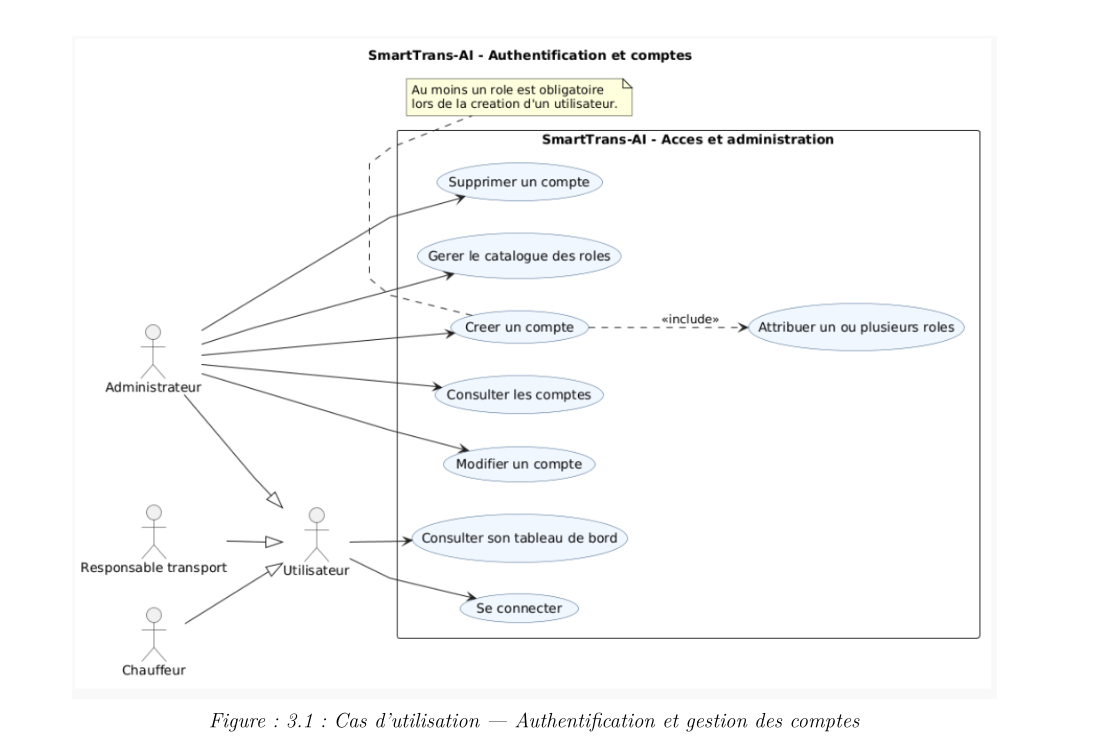 SmartTrans-AI - Authentification et comptes
Au moins un role est obligatoire
lors de la creation d'un utilisateur.
SmartTrans-AI - Acces et administration
Supprimer un compte
Gerer le catalogue des roles
Creer un compte
«include»
Attribuer un ou plusieurs roles
Administrateur
Consulter les comptes
Modifier un compte
Consulter son tableau de bord
Responsable transport
Utilisateur
Se connecter
Chauffeur
Figure : 3.1 : Cas d'utilisation — Authentification et gestion des comptes